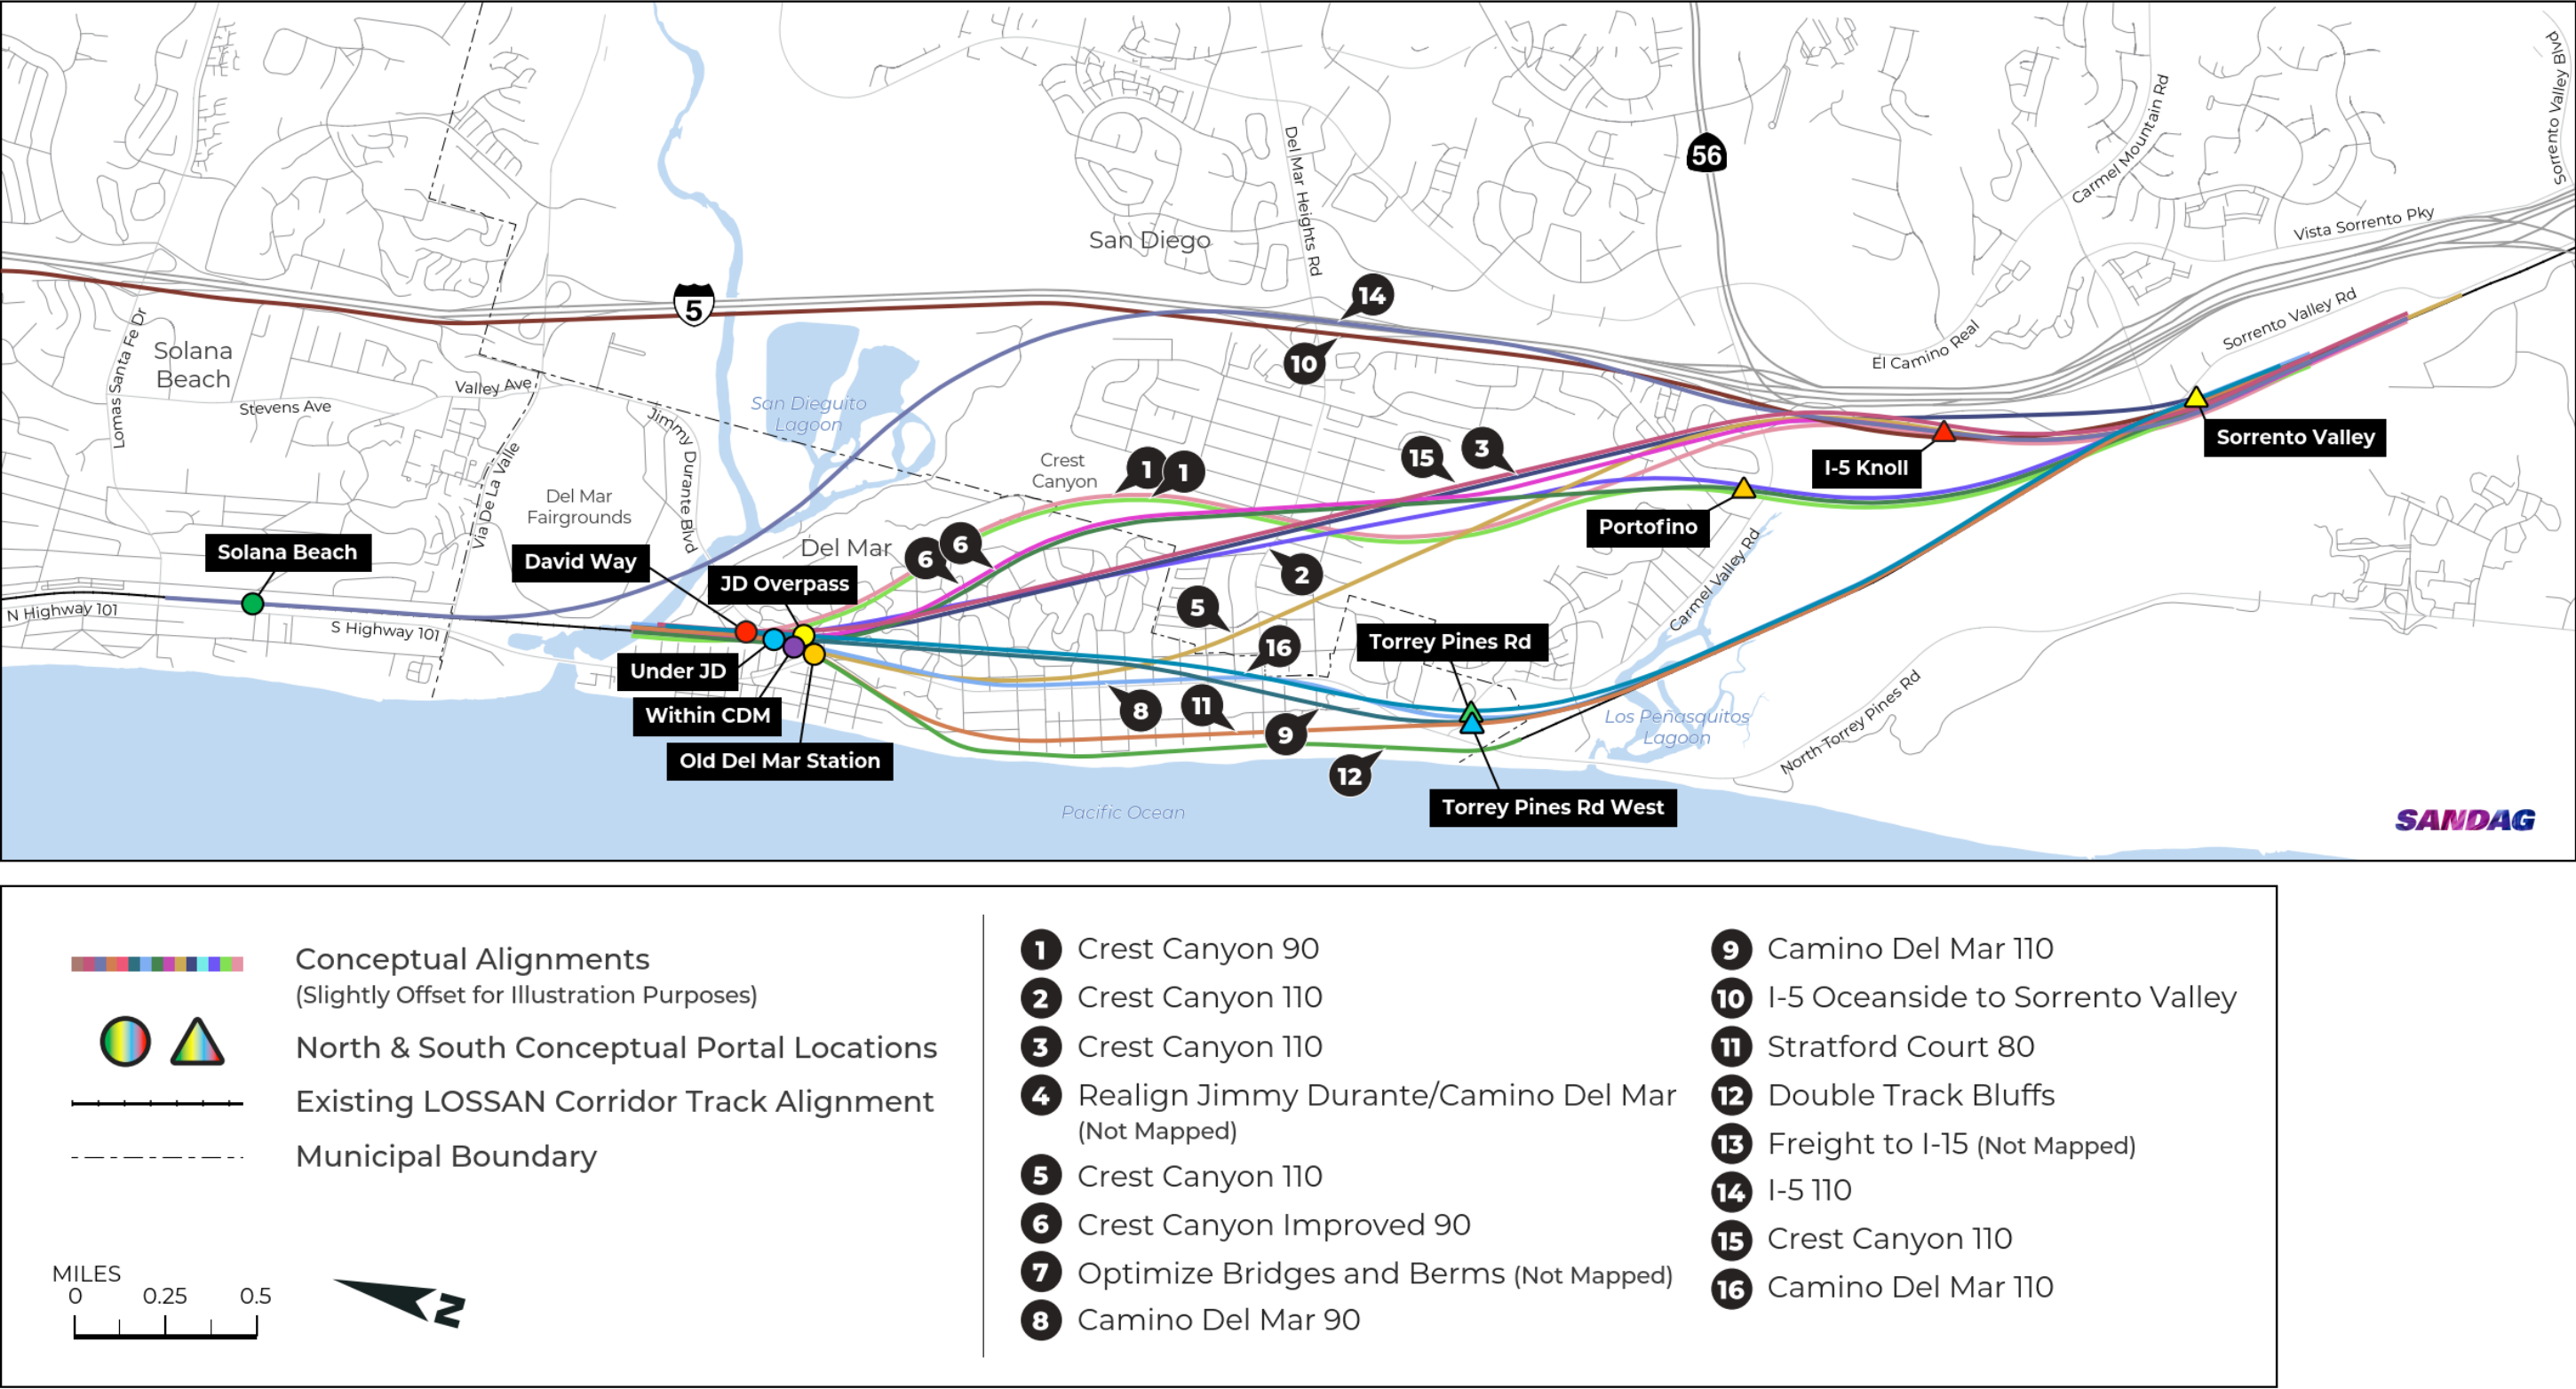 Sorrento Valley Blvd
Carmel Mountain Rd
56
Del Mar Heights Rd
Vista Sorrento Pky
San Diego
14
5
Sorrento Valley Rd
El Camino Real
Lomas Santa Fe Dr
Solana
Beach
10
Valley Ave
Stevens Ave
San Dieguito
Lagoon
Jimmy Durante Blvd
Sorrento Valley
Via De La Valle
Crest
Canyon
1
1
15
3
I-5 Knoll
Del Mar
Fairgrounds
Portofino
Solana Beach
David Way
Del Mar
6
6
JD Overpass
2
Carmel Valley Rd
N Highway 101
S Highway 101
5
16
Torrey Pines Rd
Under JD
Within CDM
8
11
9
Los Peñasquitos
Lagoon
North Torrey Pines Rd
Old Del Mar Station
12
Torrey Pines Rd West
Pacific Ocean
SANDAG
Conceptual Alignments
(Slightly Offset for Illustration Purposes)
North & South Conceptual Portal Locations
Existing LOSSAN Corridor Track Alignment
Municipal Boundary
MILES
0 0.25 0.5
N
1 Crest Canyon 90
2 Crest Canyon 110
3 Crest Canyon 110
4 Realign Jimmy Durante/Camino Del Mar
(Not Mapped)
5 Crest Canyon 110
6 Crest Canyon Improved 90
7 Optimize Bridges and Berms (Not Mapped)
8 Camino Del Mar 90
9 Camino Del Mar 110
10 I-5 Oceanside to Sorrento Valley
11 Stratford Court 80
12 Double Track Bluffs
13 Freight to I-15 (Not Mapped)
14 I-5 110
15 Crest Canyon 110
16 Camino Del Mar 110